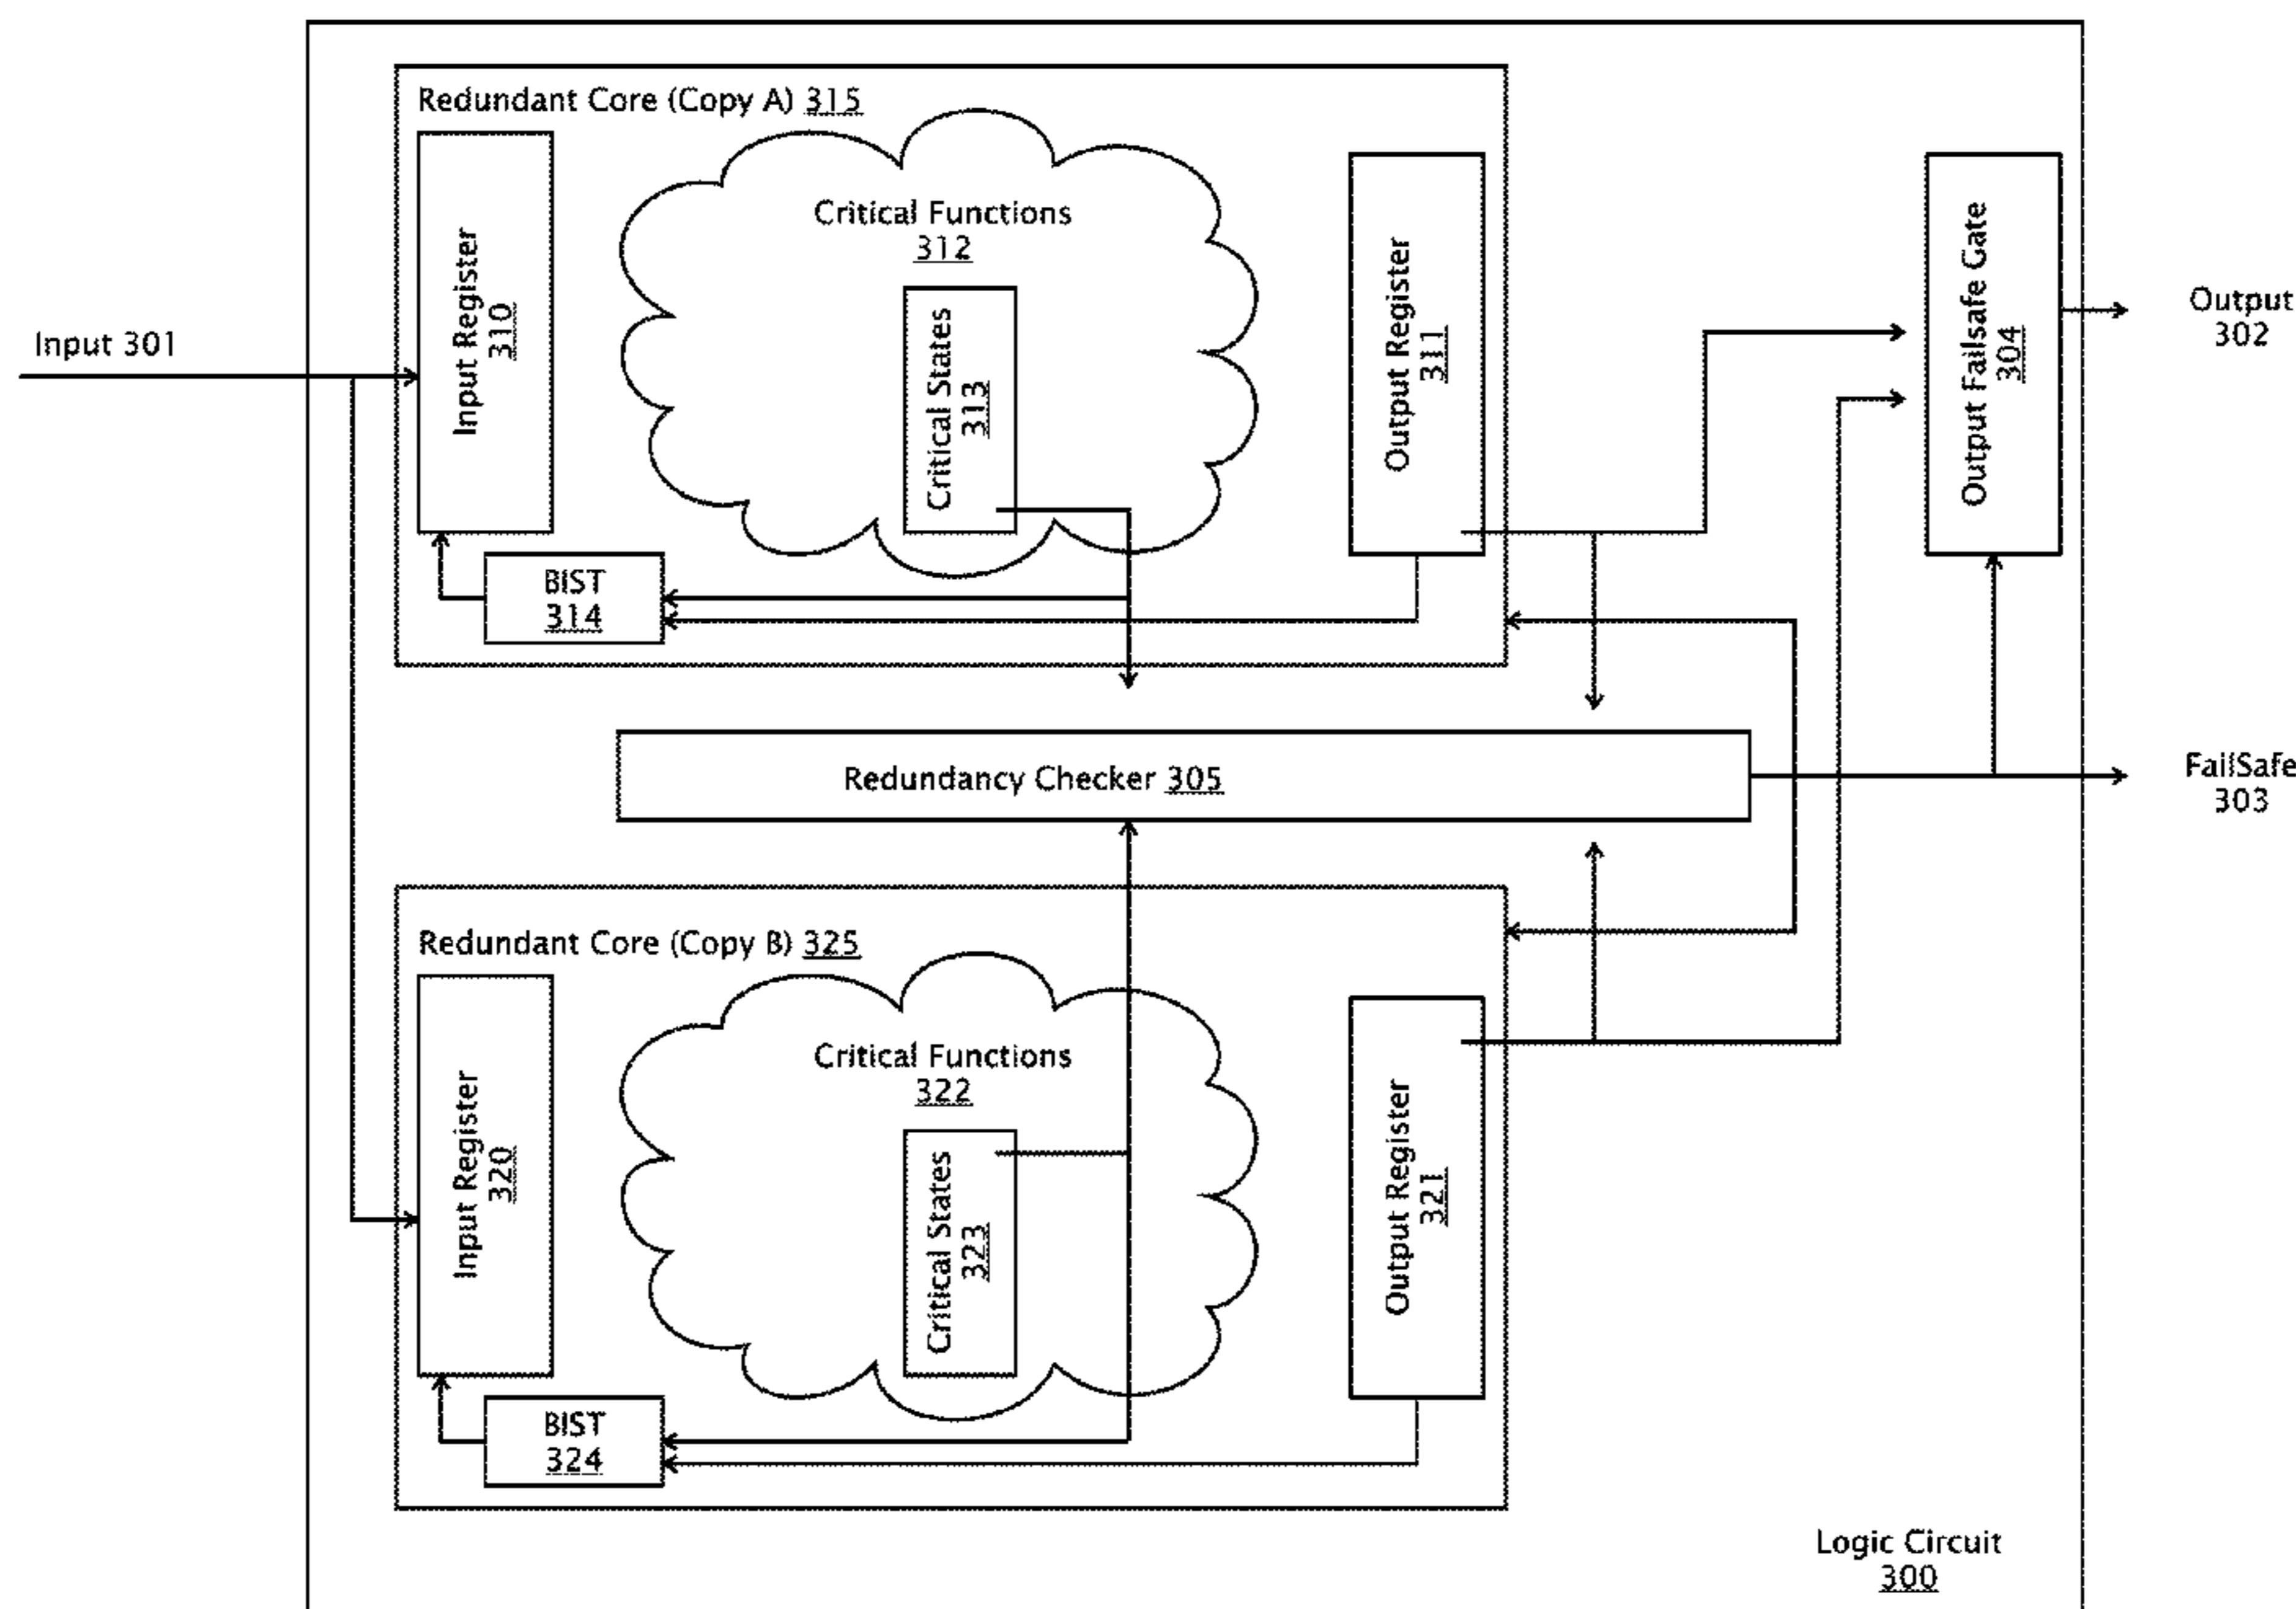 Redundant Core (Copy A) 315
Input Register
310
Critical Functions
312
Critical States
313
Output Register
311
Output Failsafe Gate
304
Output
302
Input 301
BIST
314
Redundancy Checker 305
FailSafe
303
Redundant Core (Copy B) 325
Input Register
320
Critical Functions
322
Critical States
323
Output Register
321
BIST
324
Logic Circuit
300